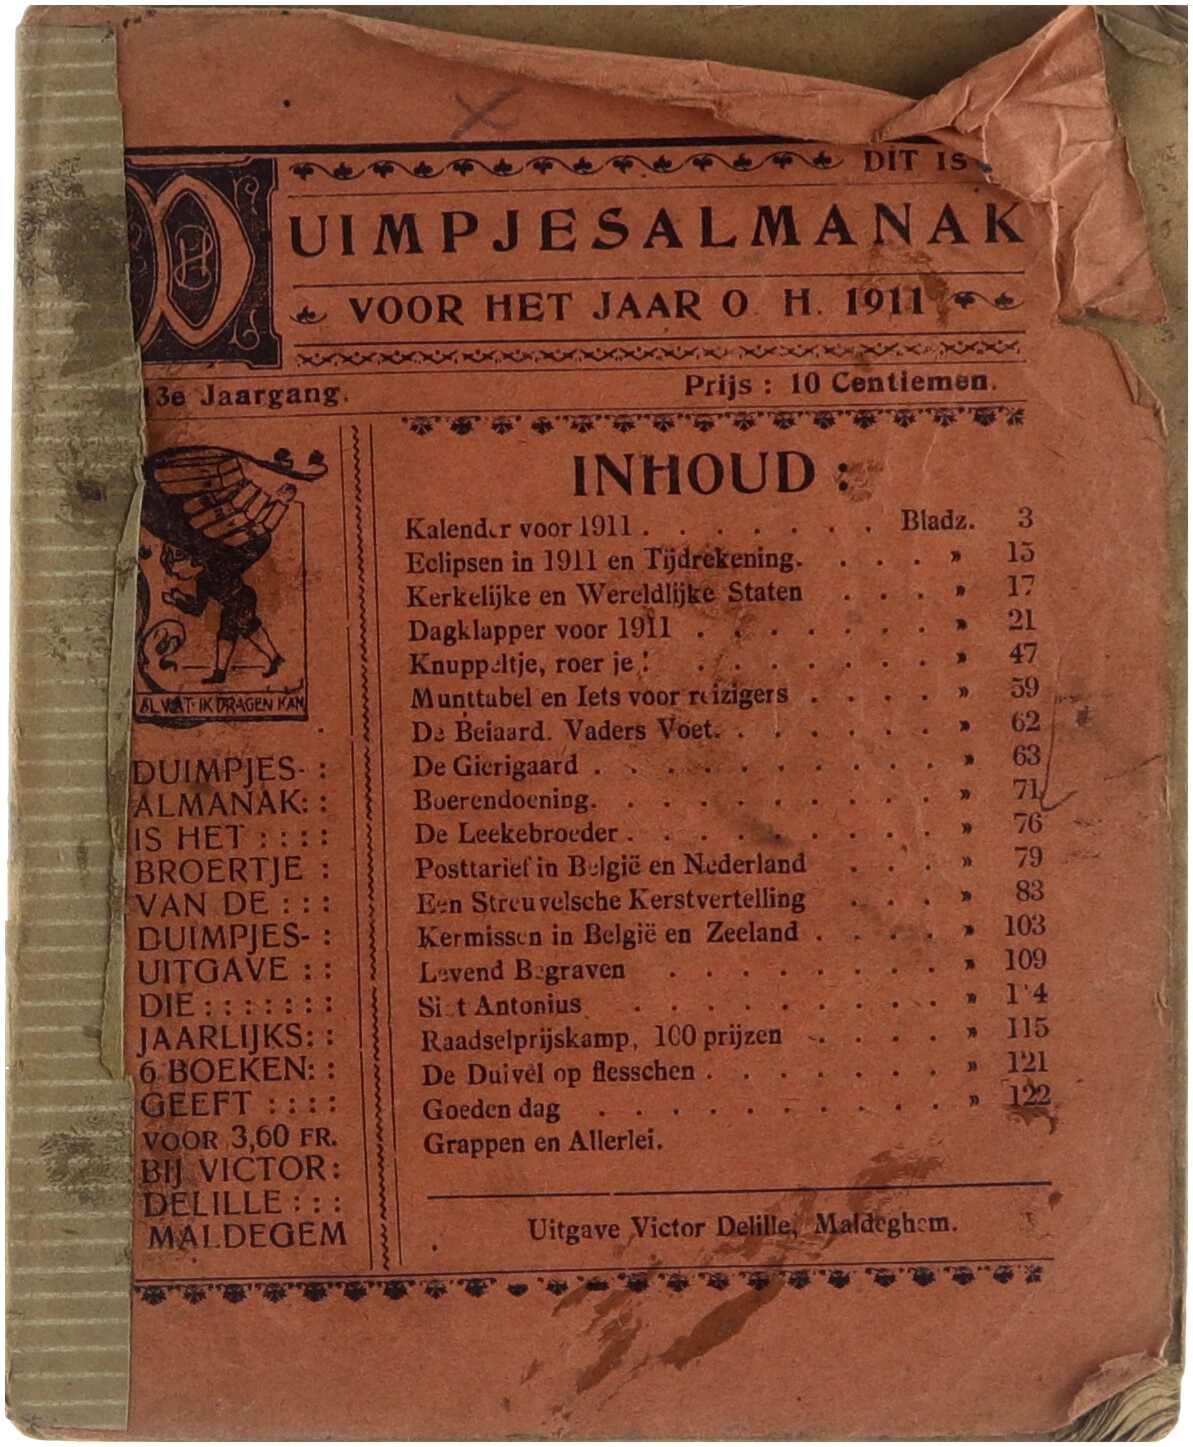 DIT IS
DUIMPJESALMANAK
VOOR HET JAAR O. H. 1911
13e Jaargang.
Prijs : 10 Centiemen.
AL WAT IK DRAGEN KAN
DUIMPJES- :
ALMANAK: :
IS HET : : : :
BROERTJE :
VAN DE : : :
DUIMPJES- :
UITGAVE : :
DIE : : : : : : :
JAARLIJKS: :
6 BOEKEN: :
GEEFT : : : :
VOOR 3,60 FR.
BIJ VICTOR:
DELILLE : : :
MALDEGEM
INHOUD :
Kalender voor 1911 . . . . . . . Bladz. 3
Eclipsen in 1911 en Tijdrekening. . . . » 15
Kerkelijke en Wereldlijke Staten . . . » 17
Dagklapper voor 1911 . . . . . . . » 21
Knuppeltje, roer je ! . . . . . . . » 47
Munttabel en Iets voor reizigers . . . . » 59
De Beiaard. Vaders Voet. . . . . . . » 62
De Gierigaard . . . . . . . . . . » 63
Boerendoening. . . . . . . . . . » 71
De Leekebroeder . . . . . . . . . » 76
Posttarief in België en Nederland . . . » 79
Een Streuvelsche Kerstvertelling . . . » 83
Kermissen in België en Zeeland . . . . » 103
Levend Begraven . . . . . . . . » 109
Sint Antonius . . . . . . . . . »
Raadselprijskamp, 100 prijzen . . . . » 115
De Duivel op flesschen . . . . . . . » 121
Goeden dag . . . . . . . . . . » 122
Grappen en Allerlei.
Uitgave Victor Delille, Maldeghem.